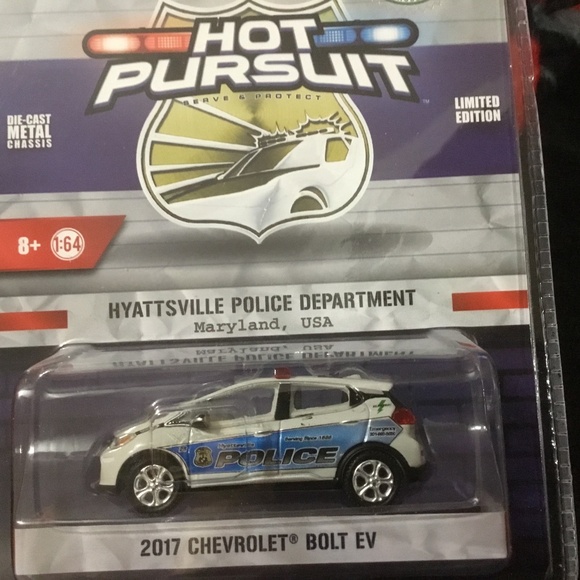 HOT
PURSUIT
SERVE & PROTECT
DIE-CAST
METAL
CHASSIS
LIMITED
EDITION
8+ 1:64
HYATTSVILLE POLICE DEPARTMENT
Maryland, USA
POLICE
2017 CHEVROLET® BOLT EV